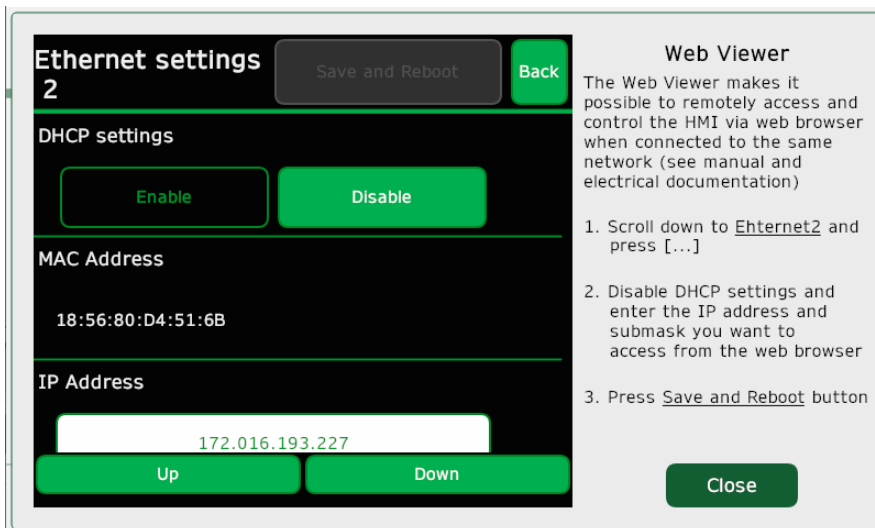 Ethernet settings
2
Save and Reboot
Back
DHCP settings
Enable
Disable
MAC Address
18:56:80:D4:51:6B
IP Address
172.016.193.227
Up
Down
Web Viewer
The Web Viewer makes it
possible to remotely access and
control the HMI via web browser
when connected to the same
network (see manual and
electrical documentation)
1. Scroll down to Ehternet2 and
press [...]
2. Disable DHCP settings and
enter the IP address and
submask you want to
access from the web browser
3. Press Save and Reboot button
Close